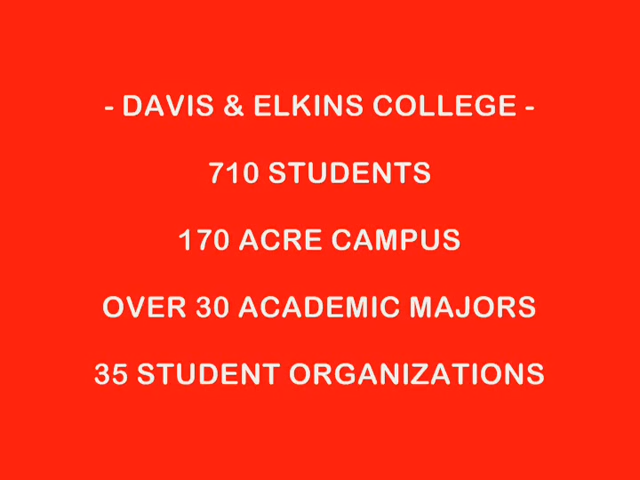 - DAVIS & ELKINS COLLEGE -
710 STUDENTS
170 ACRE CAMPUS
OVER 30 ACADEMIC MAJORS
35 STUDENT ORGANIZATIONS